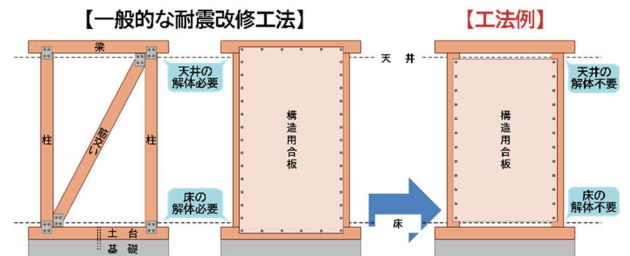 【一般的な耐震改修工法】
【工法例】
梁
天井の
解体必要
天井
天井の
解体不要
柱
筋交い
柱
構造用合板
構造用合板
床の
解体必要
床
床の
解体不要
土台
基礎